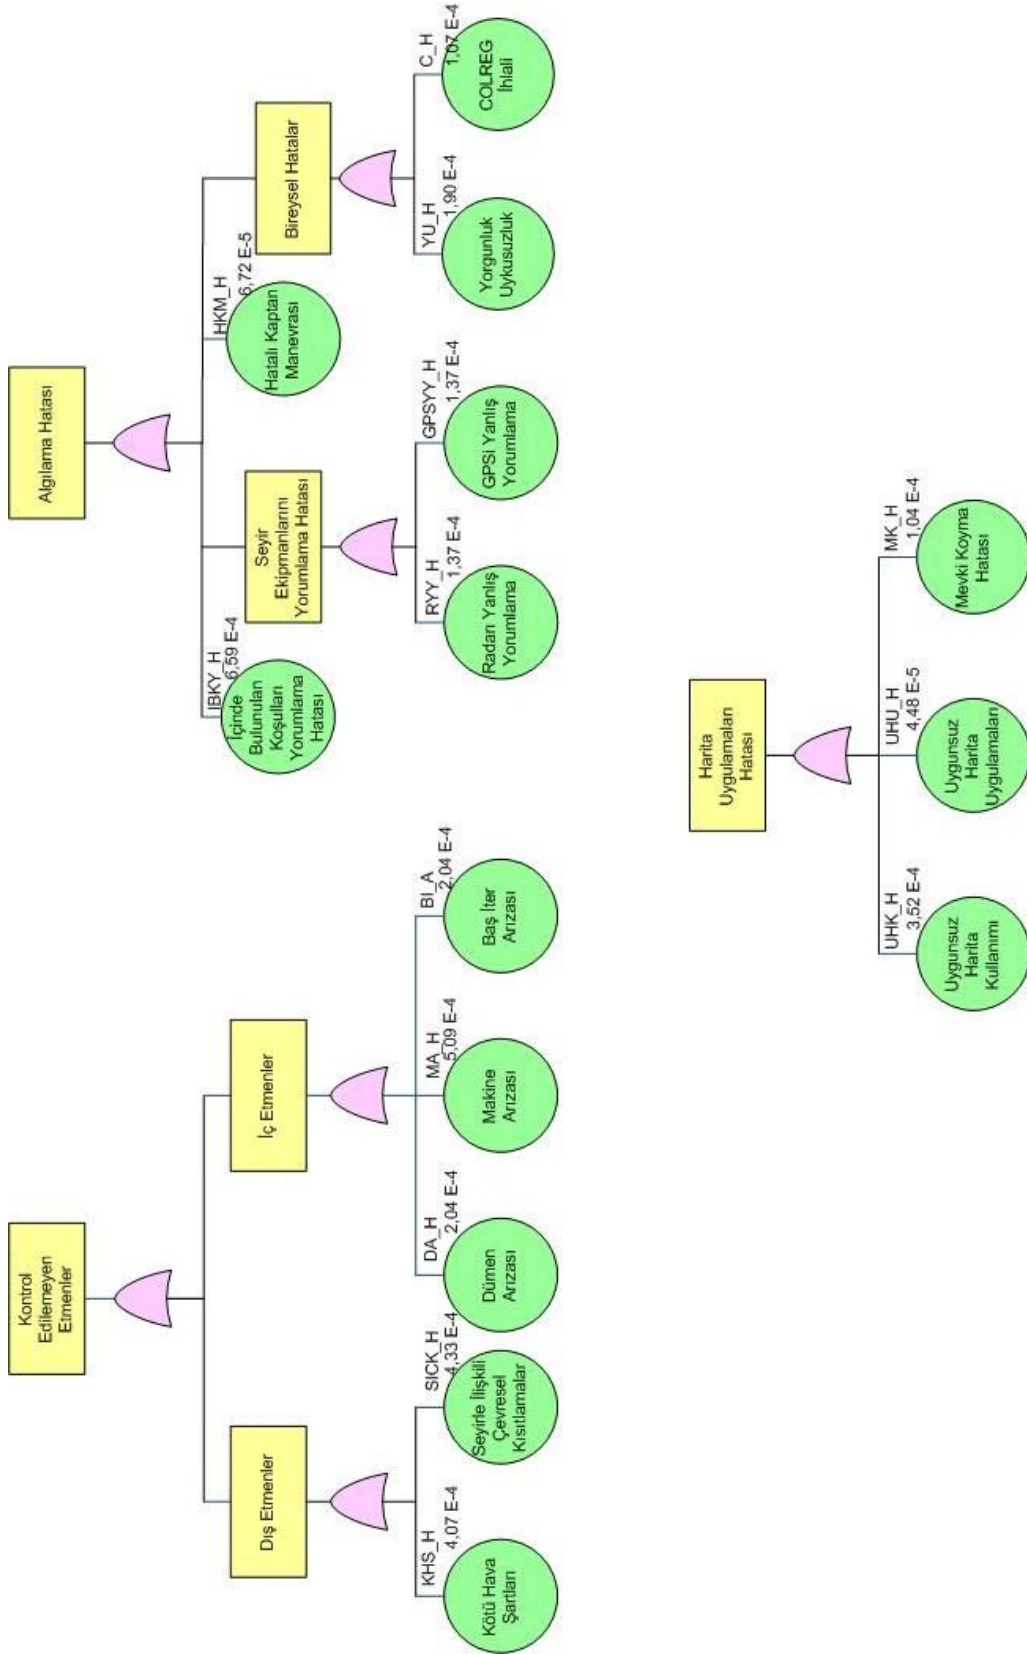 Kontrol
Edilemeyen
Etmenler
Dış Etmenler
İç Etmenler
KHS_H
4,07 E-4
Kötü Hava
Şartları
SICK_H
4,33 E-4
Seyirle İlişkili
Çevresel
Kısıtlamalar
DA_H
2,04 E-4
Dümen
Arızası
MA_H
5,09 E-4
Makine
Arızası
BI_A
2,04 E-4
Baş İter
Arızası
Algılama Hatası
IBKY_H
6,59 E-4
İçinde
Bulunulan
Koşulları
Yorumlama
Hatası
Seyir
Ekipmanlarını
Yorumlama Hatası
HKM_H
6,72 E-5
Hatalı Kaptan
Manevrası
Bireysel Hatalar
RYY_H
1,37 E-4
Radarı Yanlış
Yorumlama
GPSYY_H
1,37 E-4
GPSi Yanlış
Yorumlama
YU_H
1,90 E-4
Yorgunluk
Uykusuzluk
C_H
1,07 E-4
COLREG
İhlali
Harita
Uygulamaları
Hatası
UHK_H
3,52 E-4
Uygunsuz
Harita
Kullanımı
UHU_H
4,48 E-5
Uygunsuz
Harita
Uygulamaları
MK_H
1,04 E-4
Mevki Koyma
Hatası